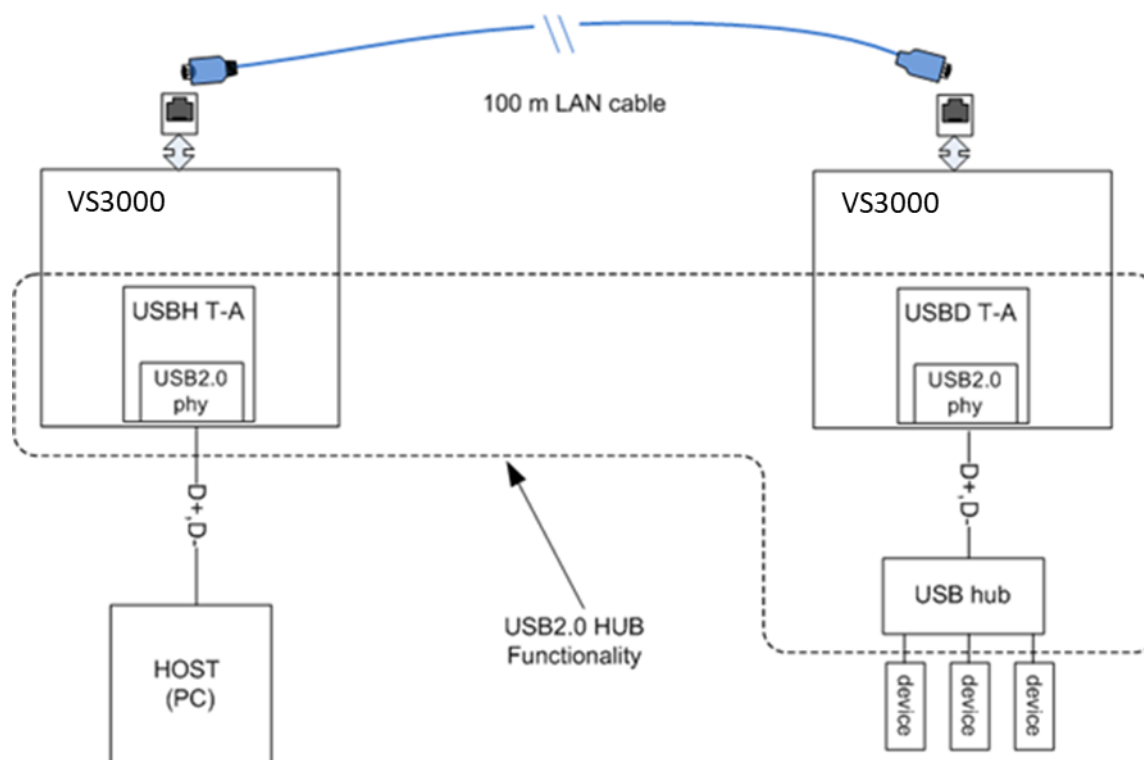 100 m LAN cable
VS3000
VS3000
USBH T-A
USB2.0
phy
USBD T-A
USB2.0
phy
D+,D-
D+,D-
USB hub
USB2.0 HUB
Functionality
HOST
(PC)
device
device
device